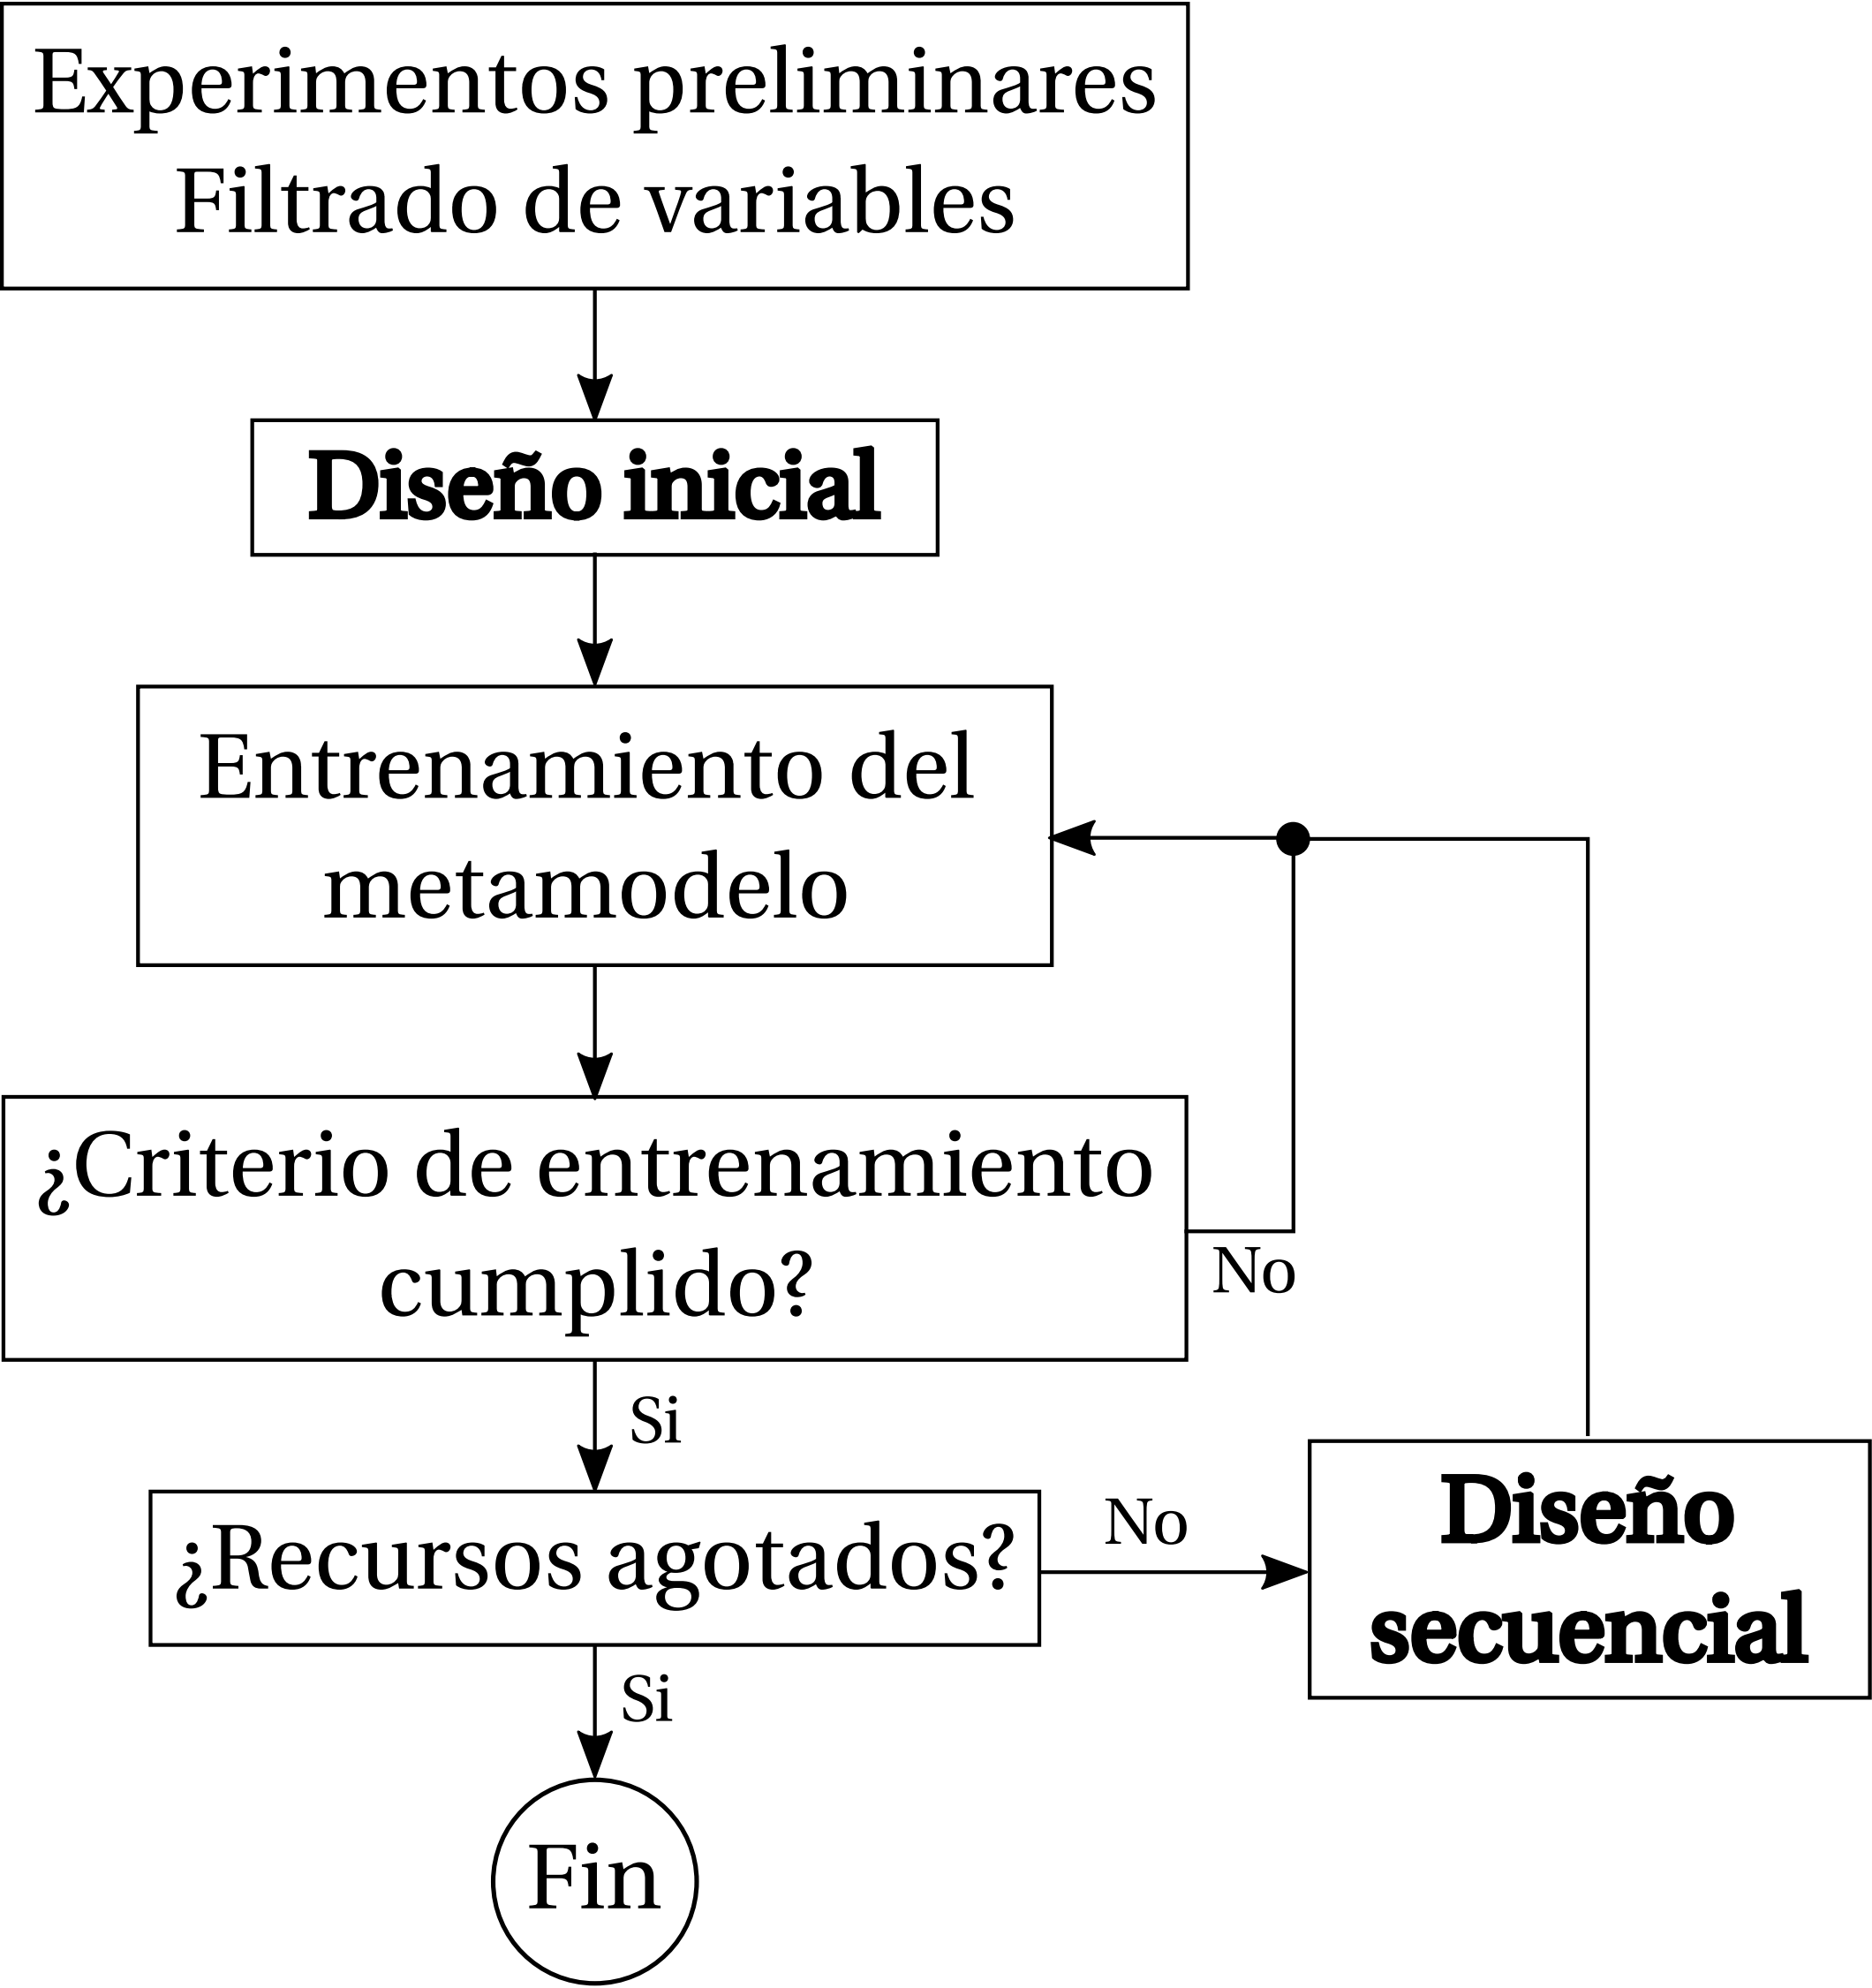 Experimentos preliminares
Filtrado de variables
Diseño inicial
Entrenamiento del
metamodelo
¿Criterio de entrenamiento
cumplido?
No
Si
¿Recursos agotados?
No
Diseño
secuencial
Si
Fin